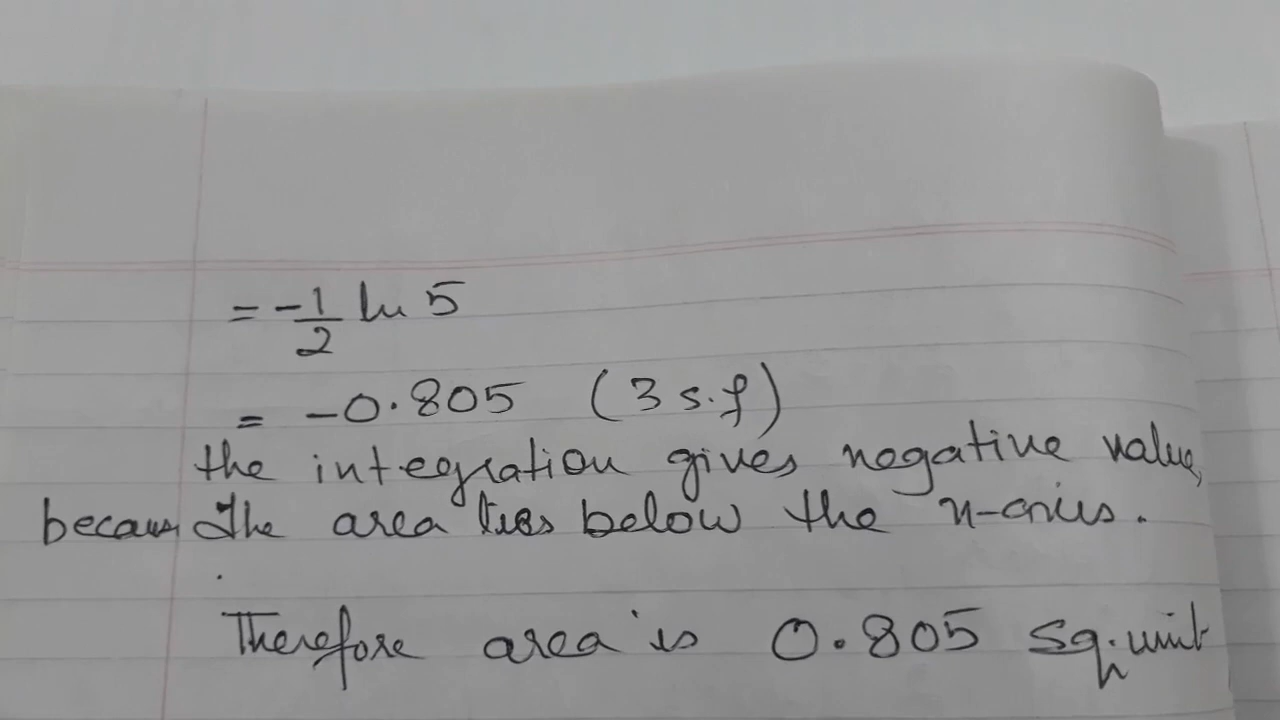 = -1/2 ln 5
= -0.805 (3 s.f)
the integration gives negative value,
because the area lies below the x-axis.
Therefore area is 0.805 sq. unit